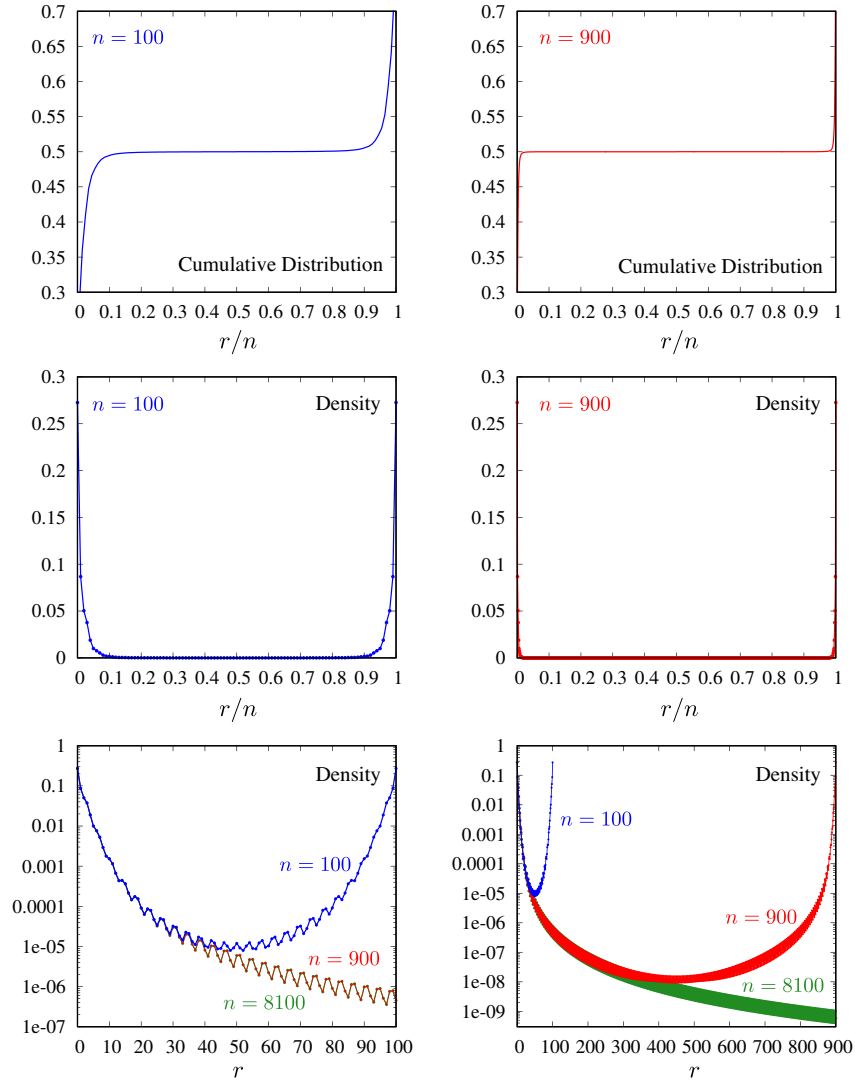 0.7
0.65
0.6
0.55
0.5
0.45
0.4
0.35
0.3
n = 100
Cumulative Distribution
0 0.1 0.2 0.3 0.4 0.5 0.6 0.7 0.8 0.9 1
r/n
0.7
0.65
0.6
0.55
0.5
0.45
0.4
0.35
0.3
n = 900
Cumulative Distribution
0 0.1 0.2 0.3 0.4 0.5 0.6 0.7 0.8 0.9 1
r/n
0.3
0.25
0.2
0.15
0.1
0.05
0
n = 100
Density
0 0.1 0.2 0.3 0.4 0.5 0.6 0.7 0.8 0.9 1
r/n
0.3
0.25
0.2
0.15
0.1
0.05
0
n = 900
Density
0 0.1 0.2 0.3 0.4 0.5 0.6 0.7 0.8 0.9 1
r/n
1
0.1
0.01
0.001
0.0001
1e-05
1e-06
1e-07
Density
n = 100
n = 900
n = 8100
0 10 20 30 40 50 60 70 80 90 100
r
1
0.1
0.01
0.001
0.0001
1e-05
1e-06
1e-07
1e-08
1e-09
Density
n = 100
n = 900
n = 8100
0 100 200 300 400 500 600 700 800 900
r